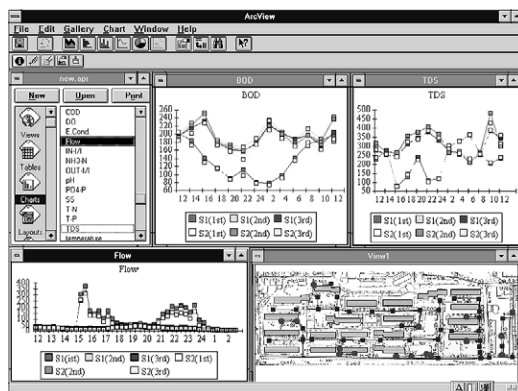 ArcView
File Edit Gallery Chart Window Help
new.apr
New Open Print
Views
Tables
Charts
Layouts
COD
DO
E.Cond.
Flow
IN-I/I
NH3-N
OUT-I/I
pH
PO4-P
SS
T-N
T-P
TDS
temperature
BOD
BOD
260
240
220
200
180
160
140
120
100
80
60
12 14 16 18 20 22 24 2 4 6 8 10 12
S1(1st) S1(2nd) S1(3rd)
S2(1st) S2(2nd) S2(3rd)
TDS
TDS
500
450
400
350
300
250
200
150
100
50
12 14 16 18 20 22 24 2 4 6 8 10 12
S1(1st) S1(2nd) S1(3rd)
S2(1st) S2(2nd) S2(3rd)
Flow
Flow
400
300
250
200
150
100
50
0
12 13 14 15 16 17 18 19 20 21 22 23 24 1 2
S1(1st) S1(2nd) S1(3rd) S2(1st)
S2(2nd) S2(3rd)
View1